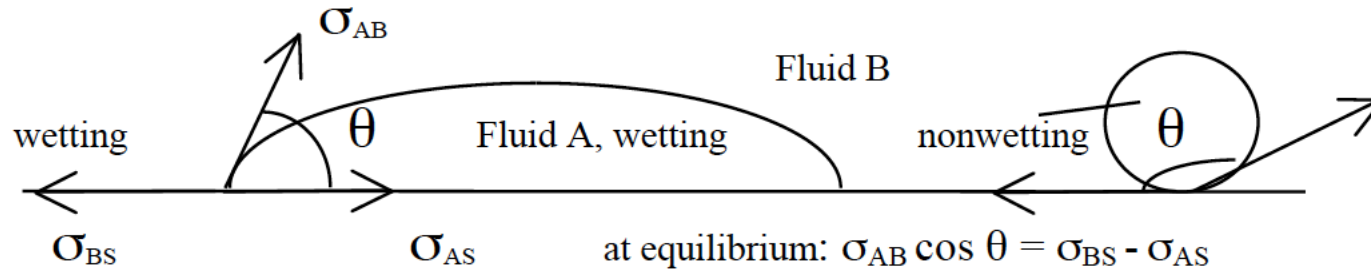 σAB
Fluid B
wetting θ Fluid A, wetting nonwetting θ
σBS σAS at equilibrium: σAB cos θ = σBS - σAS